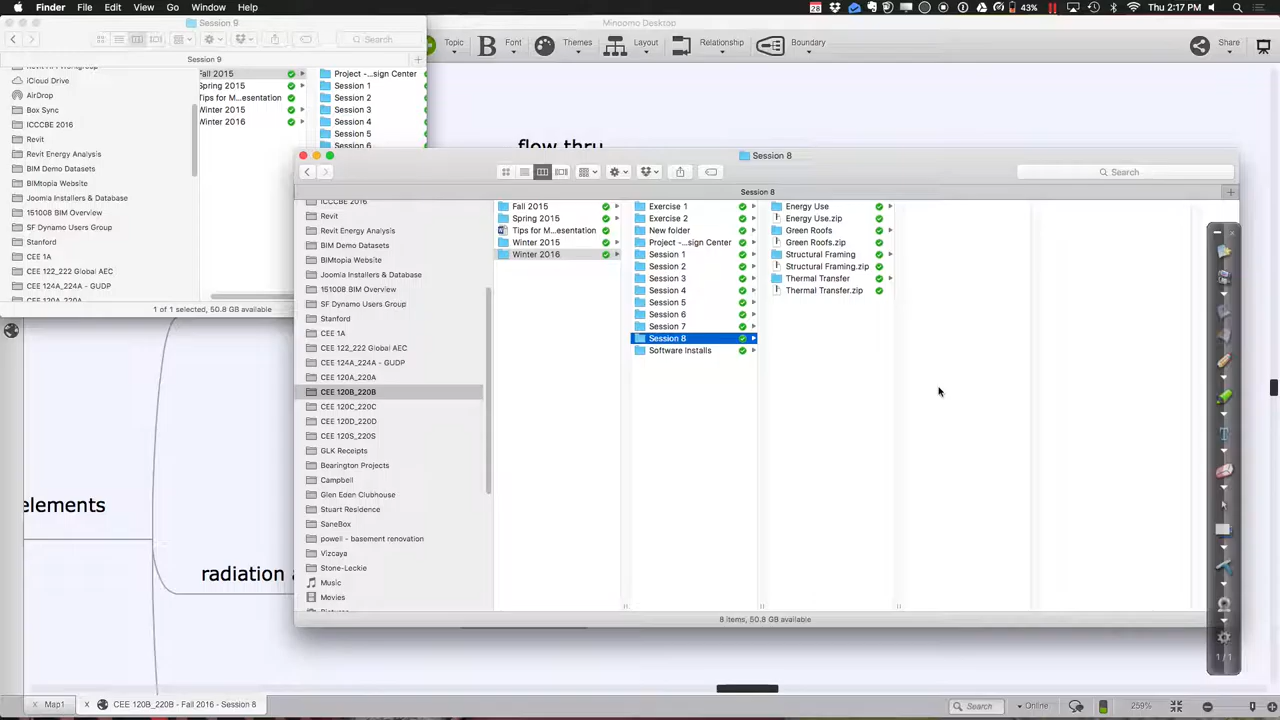 Finder File Edit View Go Window Help
43% Thu 2:17 PM
28
Session 9
Search
Session 9
iCloud Drive
AirDrop
Box Sync
ICCCBE 2016
Revit
Revit Energy Analysis
BIM Demo Datasets
BIMtopia Website
Joomla Installers & Database
151008 BIM Overview
SF Dynamo Users Group
Stanford
CEE 1A
CEE 122_222 Global AEC
CEE 124A_224A - GUDP
CEE 120A_220A
Fall 2015
Spring 2015
Tips for M...esentation
Winter 2015
Winter 2016
Project -...sign Center
Session 1
Session 2
Session 3
Session 4
Session 5
Session 6
1 of 1 selected, 50.8 GB available
Mindomo Desktop
Topic Font Themes Layout Relationship Boundary Share
flow thru
Session 8
Search
Session 8
ICCCBE 2016
Revit
Revit Energy Analysis
BIM Demo Datasets
BIMtopia Website
Joomla Installers & Database
151008 BIM Overview
SF Dynamo Users Group
Stanford
CEE 1A
CEE 122_222 Global AEC
CEE 124A_224A - GUDP
CEE 120A_220A
CEE 120B_220B
CEE 120C_220C
CEE 120D_220D
CEE 120S_220S
GLK Receipts
Bearington Projects
Campbell
Glen Eden Clubhouse
Stuart Residence
SaneBox
powell - basement renovation
Vizcaya
Stone-Leckie
Music
Movies
Pictures
Fall 2015
Spring 2015
Tips for M...esentation
Winter 2015
Winter 2016
Exercise 1
Exercise 2
New folder
Project -...sign Center
Session 1
Session 2
Session 3
Session 4
Session 5
Session 6
Session 7
Session 8
Software Installs
Energy Use
Energy Use.zip
Green Roofs
Green Roofs.zip
Structural Framing
Structural Framing.zip
Thermal Transfer
Thermal Transfer.zip
8 items, 50.8 GB available
elements
radiation a
1 / 1
Map1
CEE 120B_220B - Fall 2016 - Session 8
Search
Online
259%